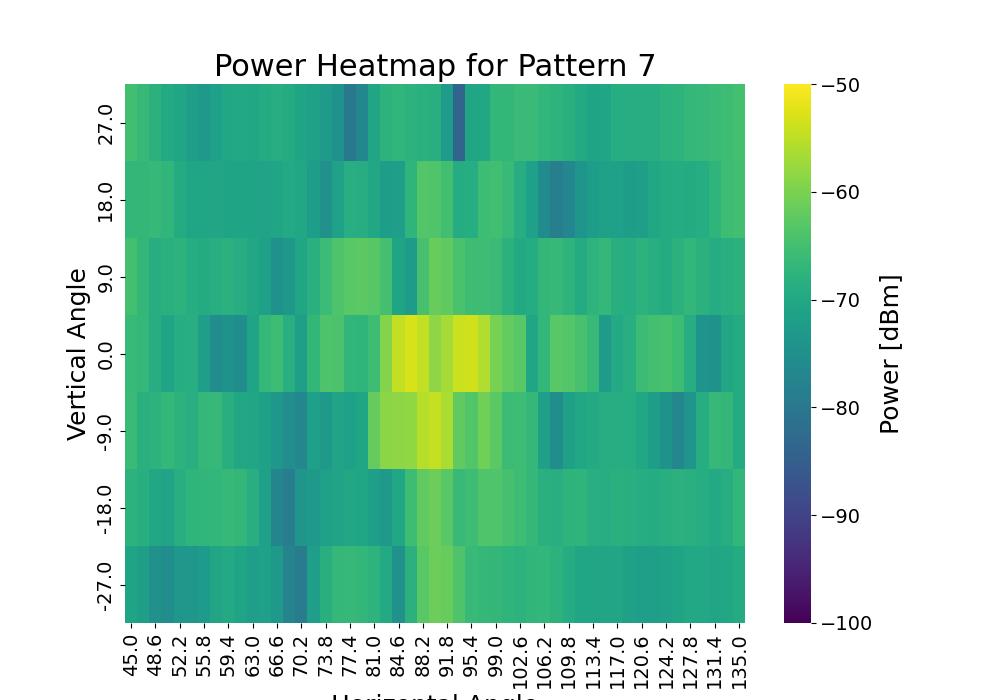 Power Heatmap for Pattern 7
Vertical Angle
27.0
18.0
9.0
0.0
-9.0
-18.0
-27.0
45.0 48.6 52.2 55.8 59.4 63.0 66.6 70.2 73.8 77.4 81.0 84.6 88.2 91.8 95.4 99.0 102.6 106.2 109.8 113.4 117.0 120.6 124.2 127.8 131.4 135.0
Horizontal Angle
−50
−60
−70
−80
−90
−100
Power [dBm]